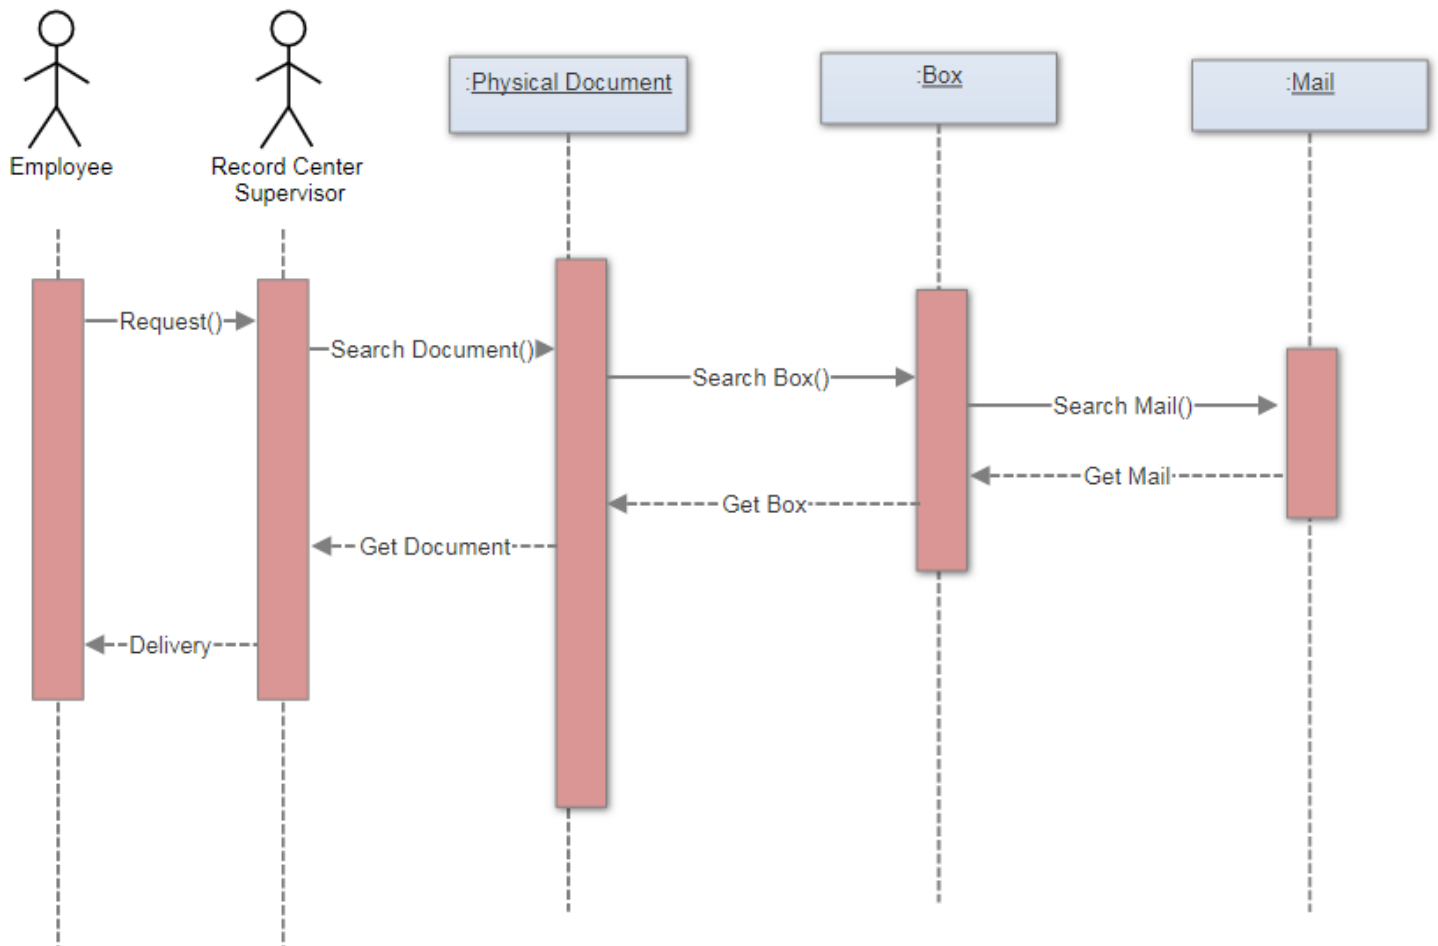 Employee
Record Center
Supervisor
:Physical Document
:Box
:Mail
Request()
Search Document()
Search Box()
Search Mail()
Get Mail
Get Box
Get Document
Delivery